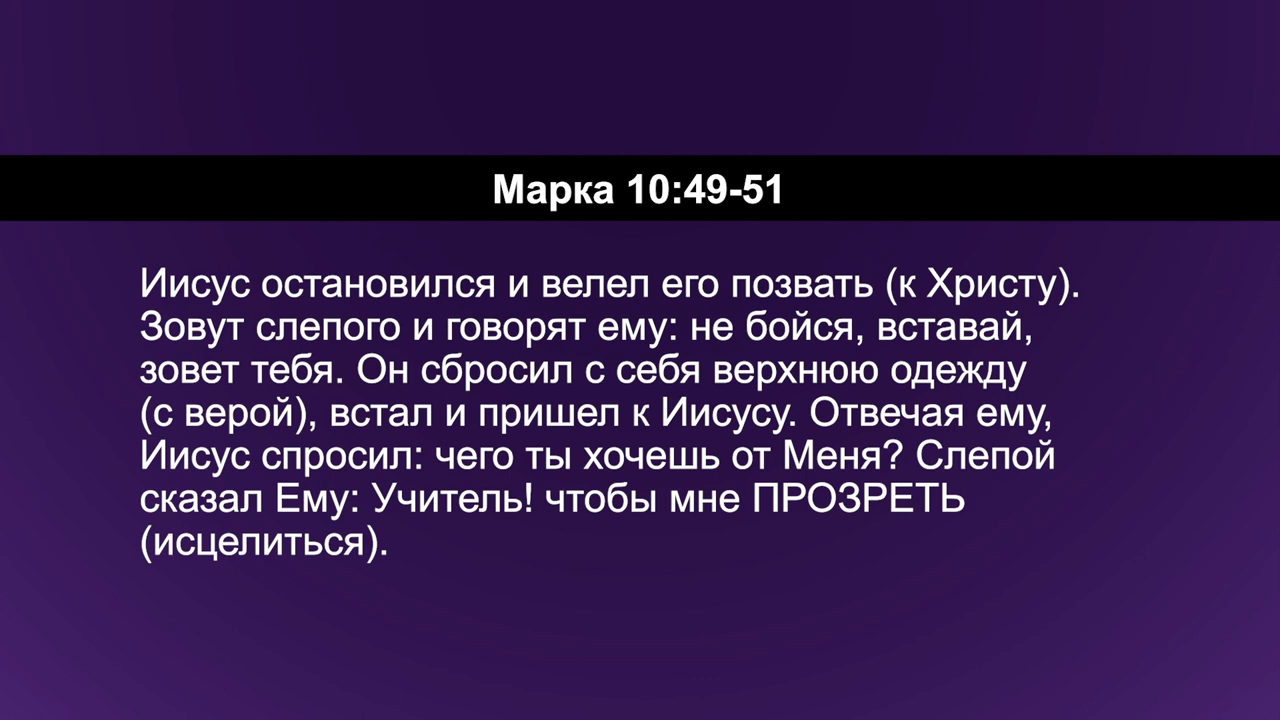 Марка 10:49-51
Иисус остановился и велел его позвать (к Христу).
Зовут слепого и говорят ему: не бойся, вставай,
зовет тебя. Он сбросил с себя верхнюю одежду
(с верой), встал и пришел к Иисусу. Отвечая ему,
Иисус спросил: чего ты хочешь от Меня? Слепой
сказал Ему: Учитель! чтобы мне ПРОЗРЕТЬ
(исцелиться).